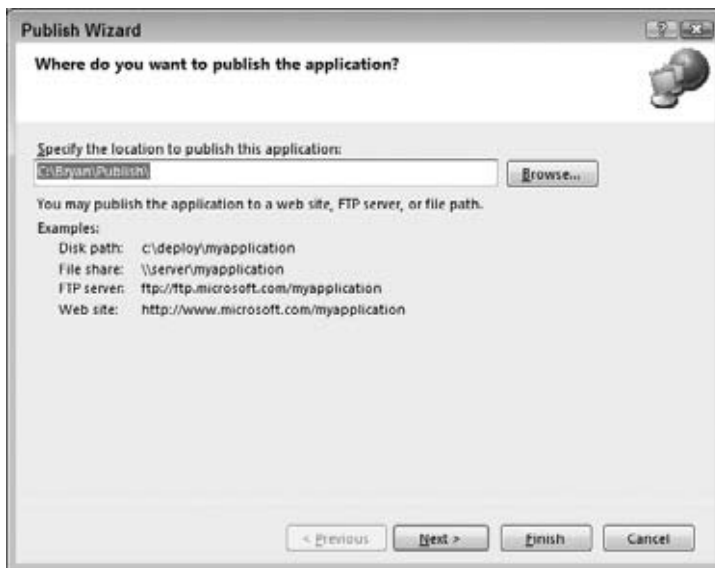 Publish Wizard
Where do you want to publish the application?
Specify the location to publish this application:
C:\Bryan\Publish\
Browse...
You may publish the application to a web site, FTP server, or file path.
Examples:
Disk path: c:\deploy\myapplication
File share: \\server\myapplication
FTP server: ftp://ftp.microsoft.com/myapplication
Web site: http://www.microsoft.com/myapplication
< Previous Next > Finish Cancel